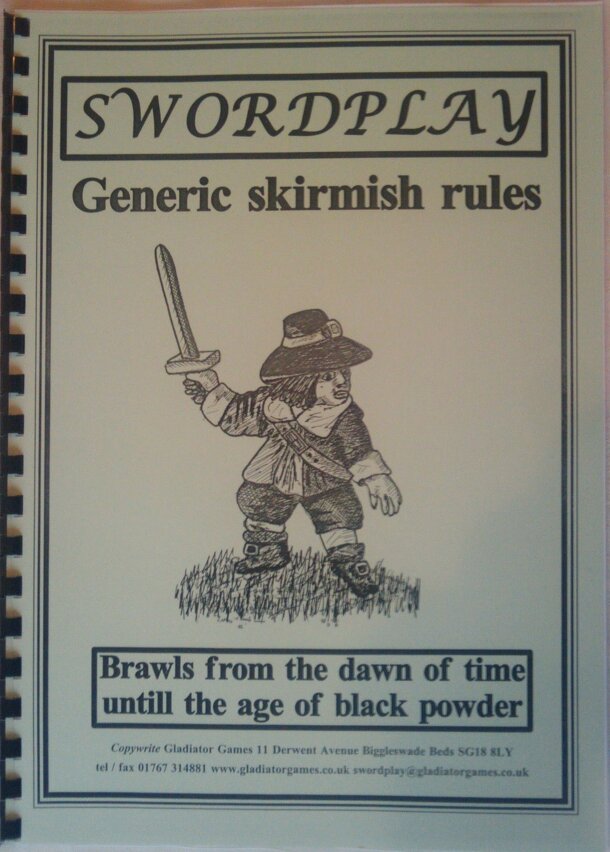 SWORDPLAY
Generic skirmish rules
Brawls from the dawn of time
untill the age of black powder
Copywrite Gladiator Games 11 Derwent Avenue Biggleswade Beds SG18 8LY
tel / fax 01767 314881 www.gladiatorgames.co.uk swordplay@gladiatorgames.co.uk